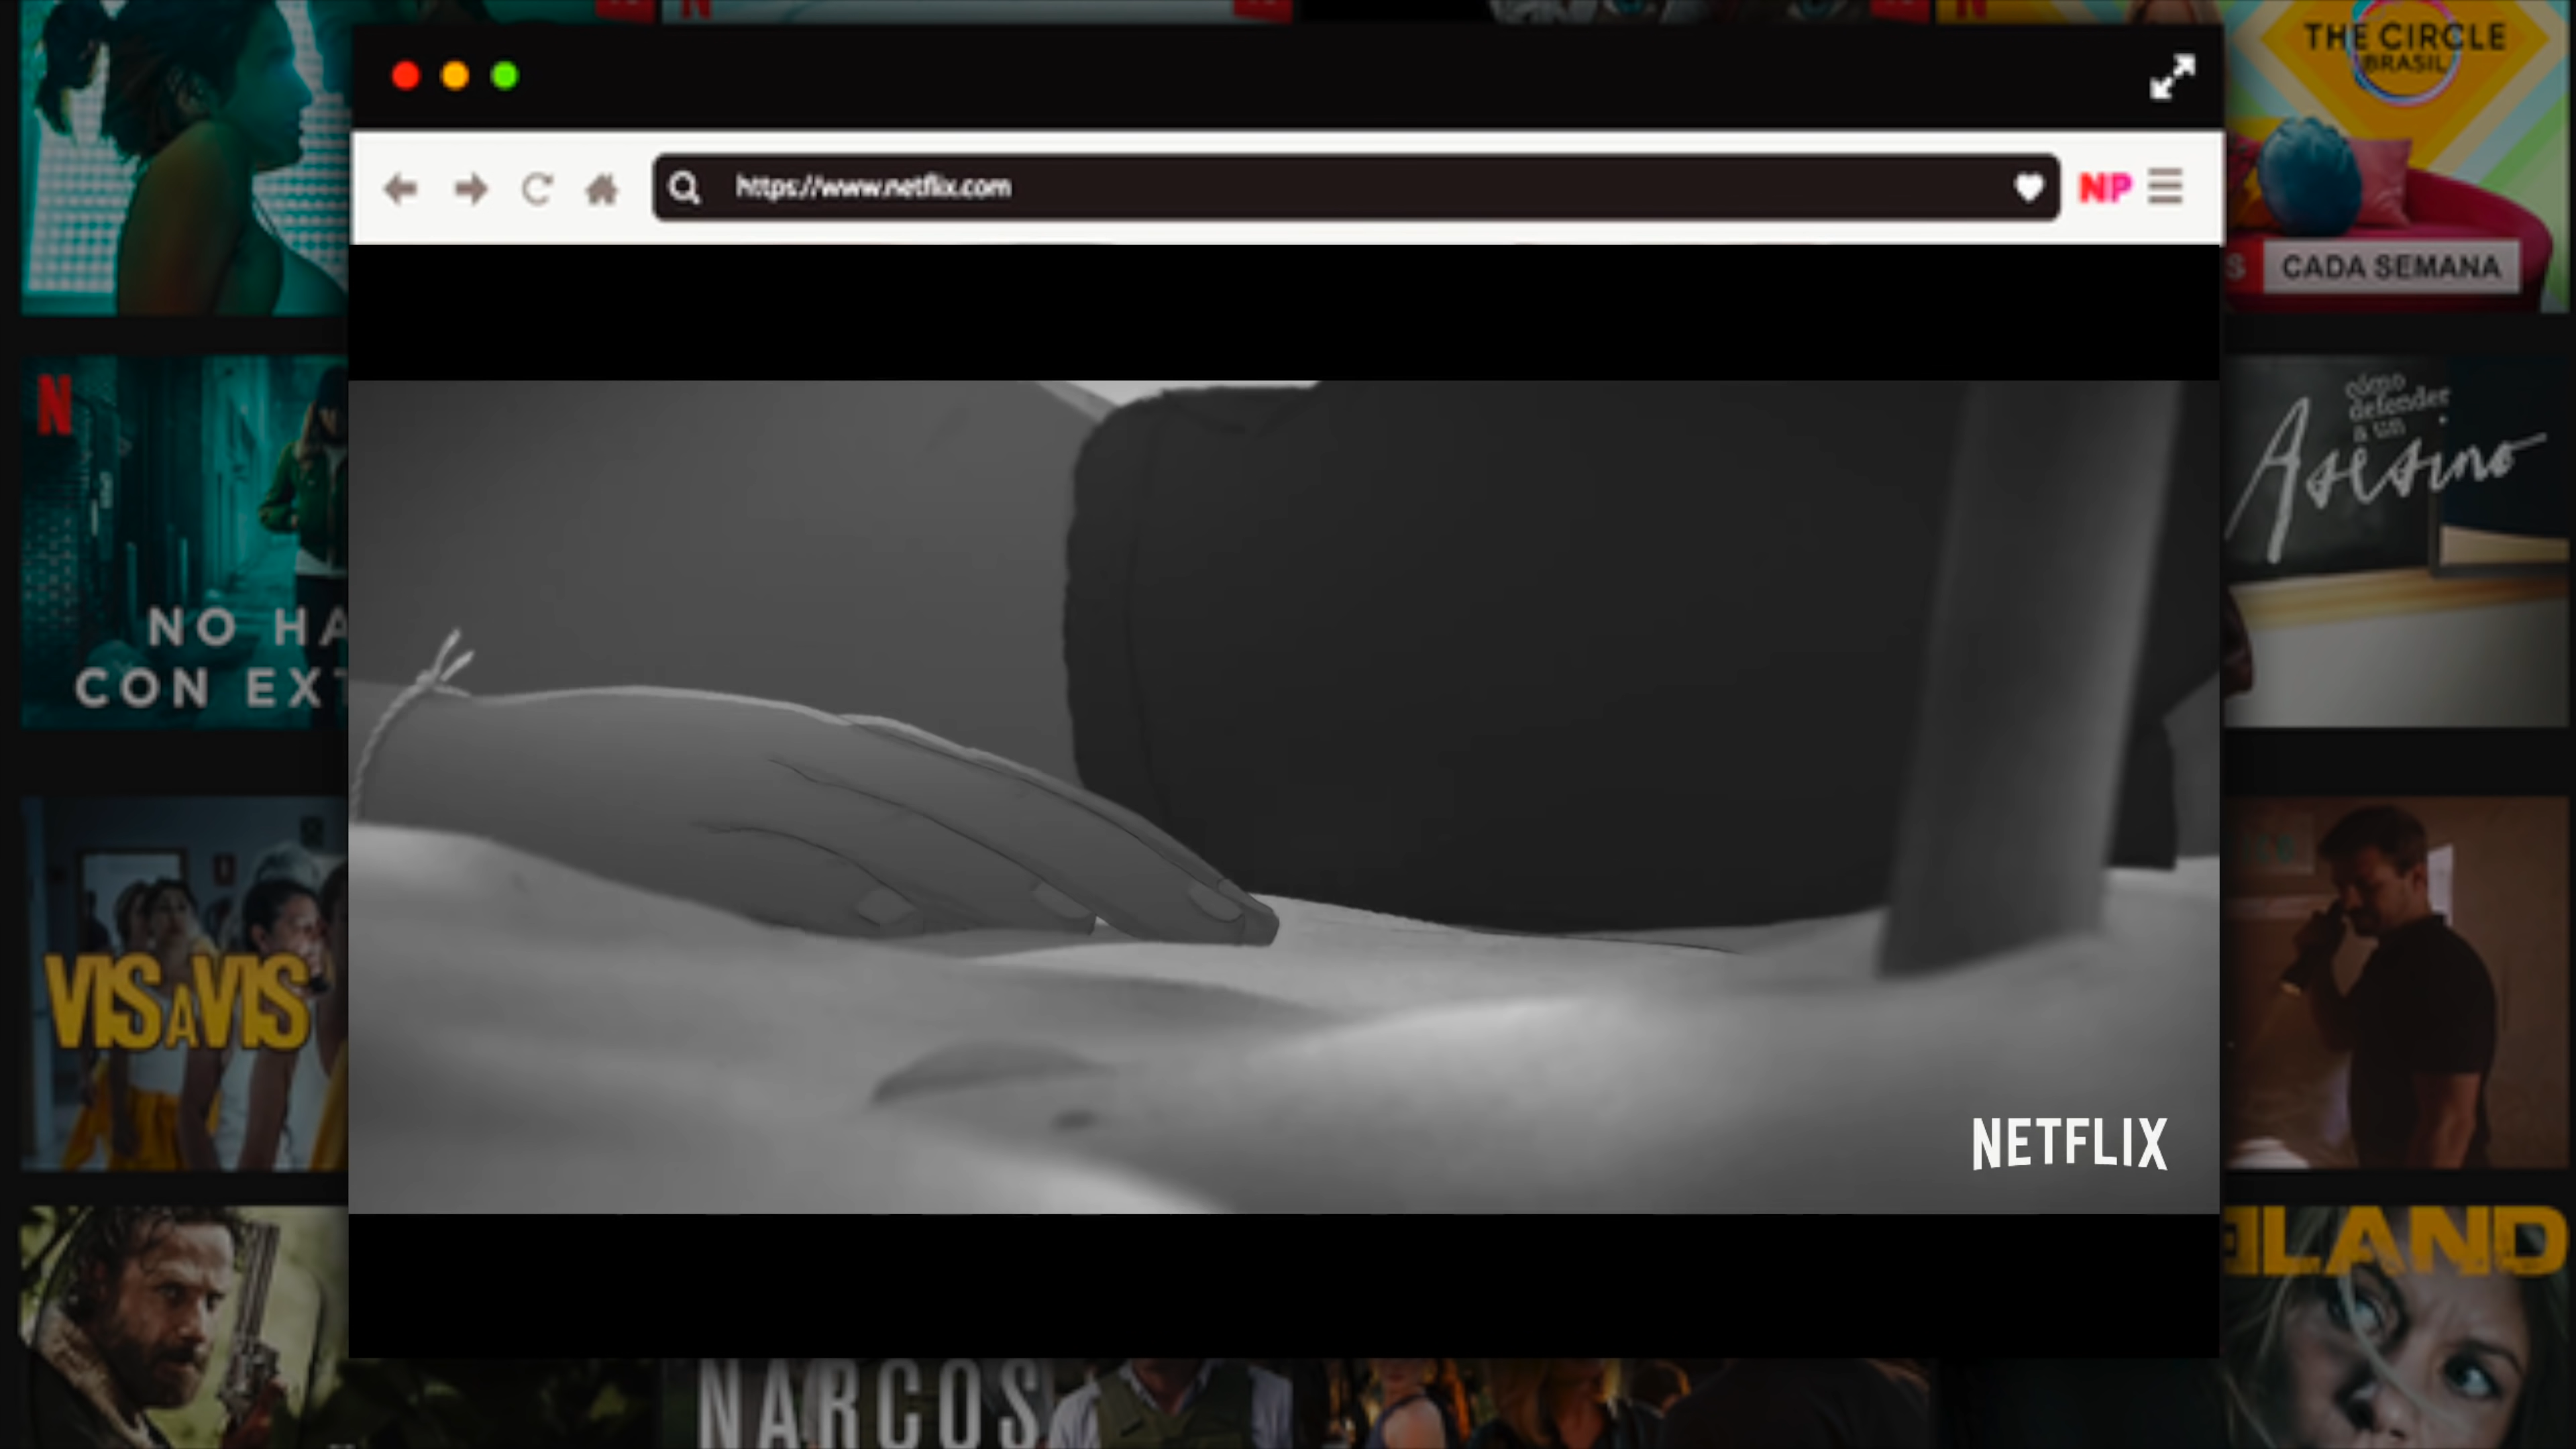 THE CIRCLE
BRASIL
https://www.netflix.com
NP
S CADA SEMANA
N
cómo
defender
a un
Asesino
NO HA
CON EXT
VIS A VIS
NETFLIX
LAND
NARCOS